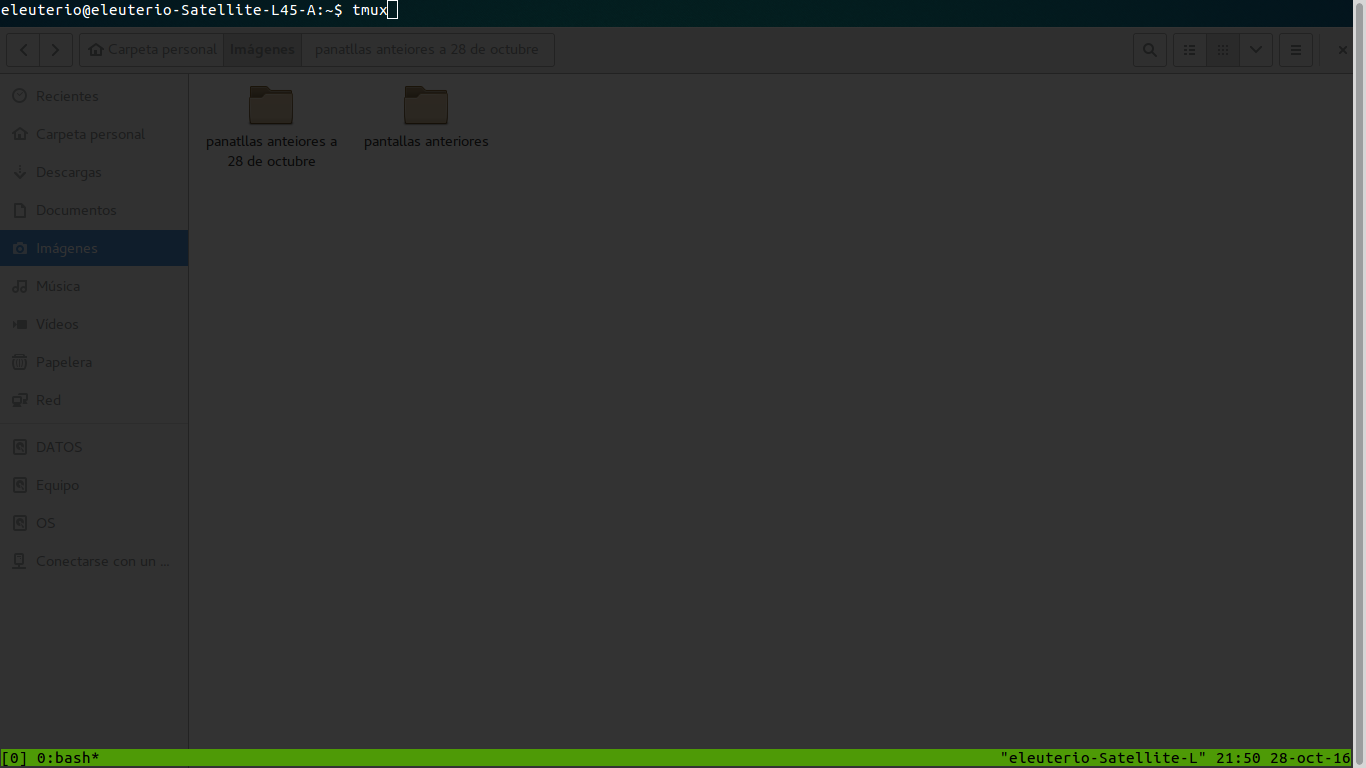 eleuterio@eleuterio-Satellite-L45-A:~$ tmux
Carpeta personal Imágenes panatllas anteiores a 28 de octubre
Recientes
Carpeta personal
Descargas
Documentos
Imágenes
Música
Vídeos
Papelera
Red
DATOS
Equipo
OS
Conectarse con un ...
panatllas anteiores a
28 de octubre
pantallas anteriores
[0] 0:bash* "eleuterio-Satellite-L" 21:50 28-oct-16